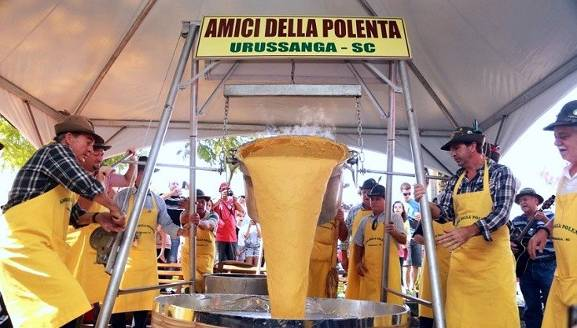 AMICI DELLA POLENTA
URUSSANGA - SC